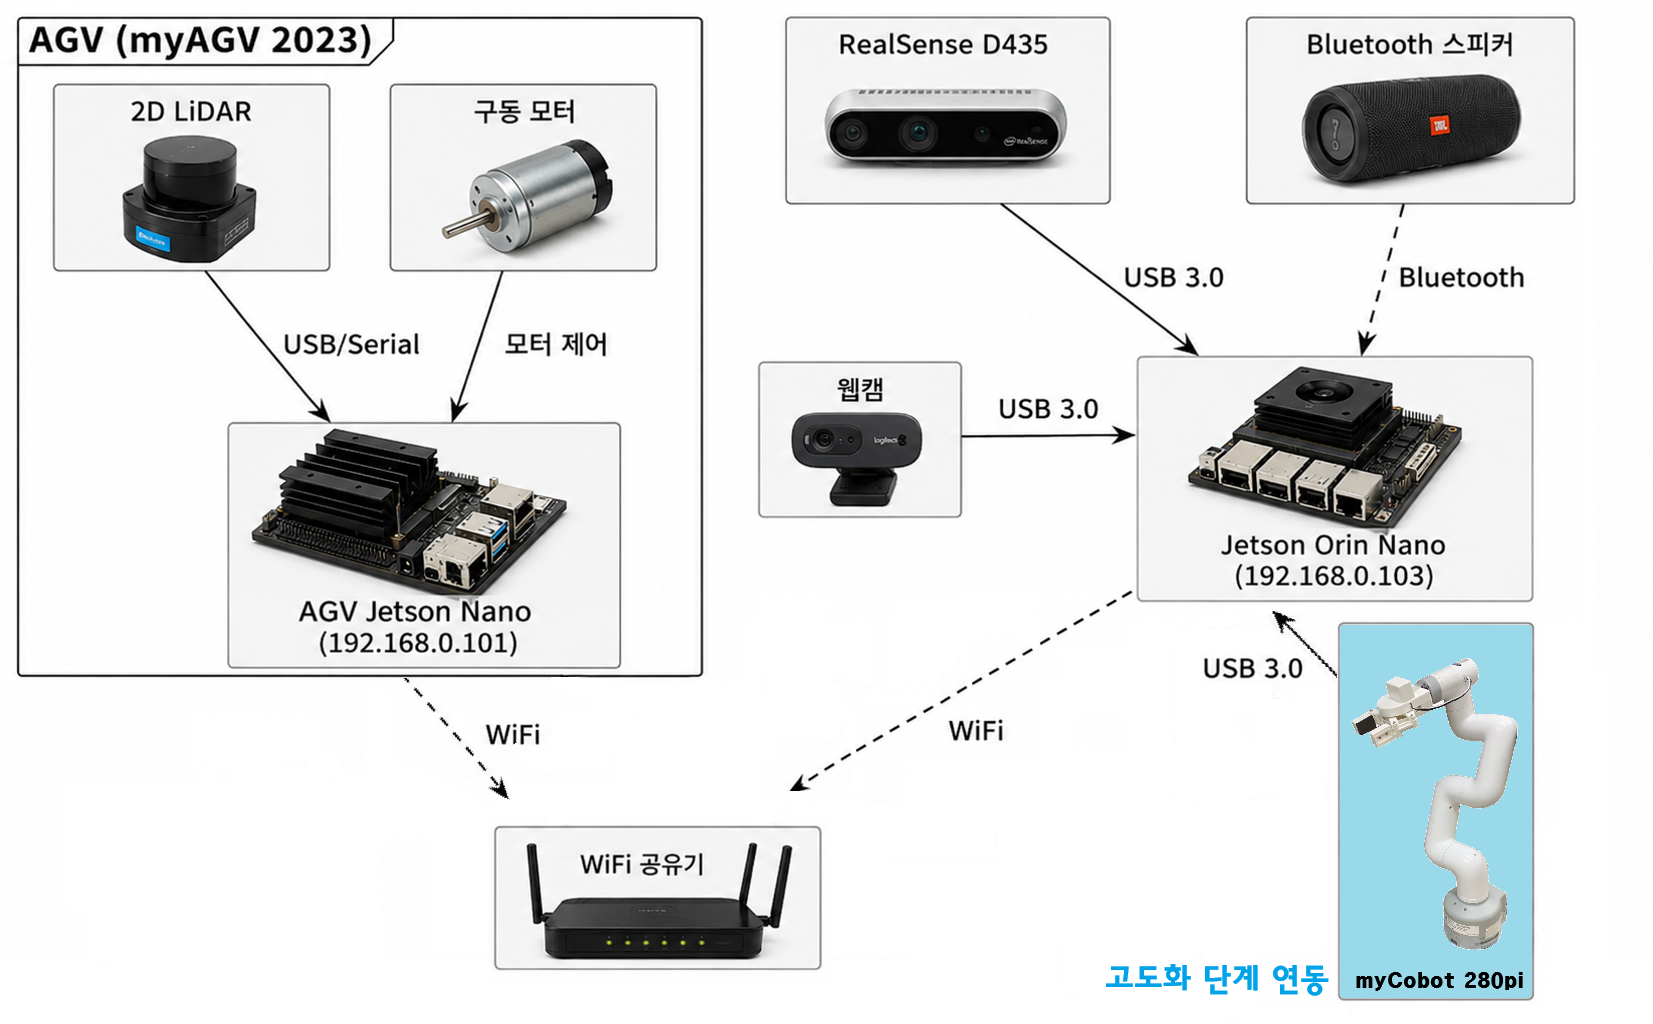 AGV (myAGV 2023)
2D LiDAR
구동 모터
USB/Serial
모터 제어
AGV Jetson Nano
(192.168.0.101)
WiFi
RealSense D435
Bluetooth 스피커
JBL
USB 3.0
Bluetooth
웹캠
logitech
USB 3.0
Jetson Orin Nano
(192.168.0.103)
USB 3.0
WiFi
WiFi 공유기
고도화 단계 연동
myCobot 280pi